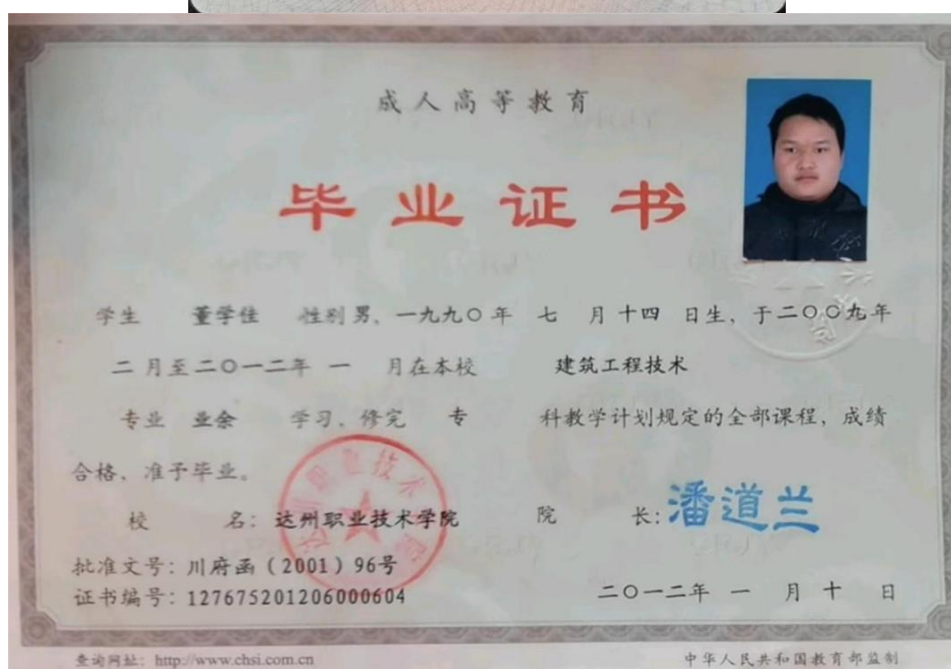 成人高等教育
毕业证书
学生 董学佳 性别男，一九九〇年 七 月十四 日生，于二〇〇九年
二月至二〇一二年 一 月在本校 建筑工程技术
专业 业余 学习、修完 专 科教学计划规定的全部课程，成绩
合格，准予毕业。
校 名：达州职业技术学院 院 长：潘道兰
批准文号：川府函（2001）96号
证书编号：127675201206000604 二〇一二年 一 月 十 日
查询网址：http://www.chsi.com.cn 中华人民共和国教育部监制